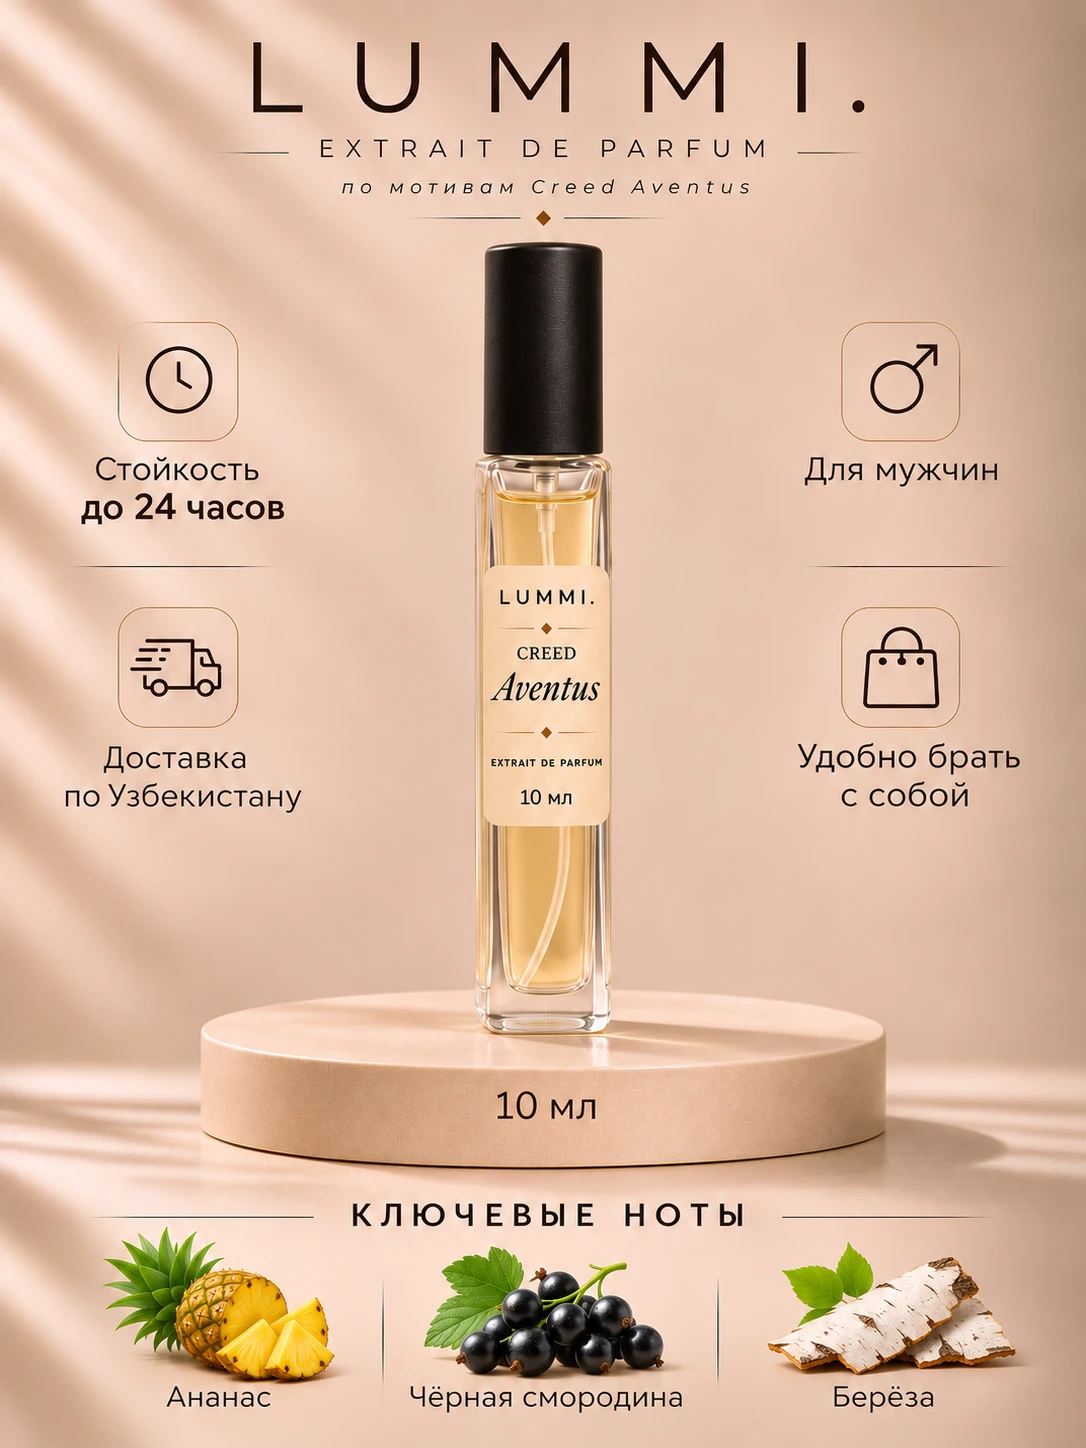 LUMMI.
EXTRAIT DE PARFUM
по мотивам Creed Aventus
Стойкость
до 24 часов
Для мужчин
Доставка
по Узбекистану
Удобно брать
с собой
LUMMI.
CREED
Aventus
EXTRAIT DE PARFUM
10 мл
10 мл
КЛЮЧЕВЫЕ НОТЫ
Ананас
Чёрная смородина
Берёза